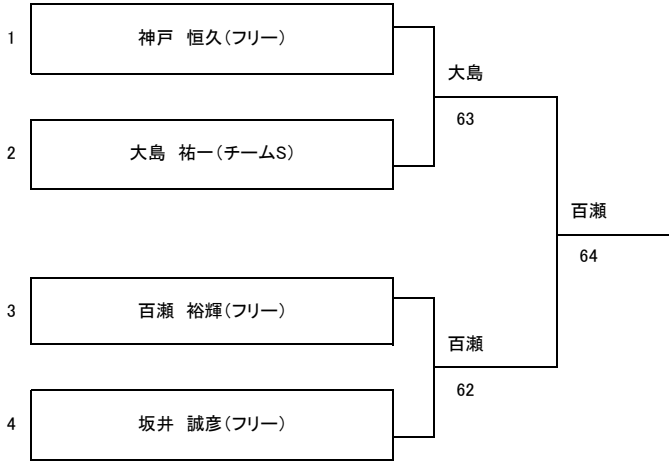 1 神戸 恒久(フリー)
大島
63
2 大島 祐一(チームS)
百瀬
64
3 百瀬 裕輝(フリー)
百瀬
62
4 坂井 誠彦(フリー)